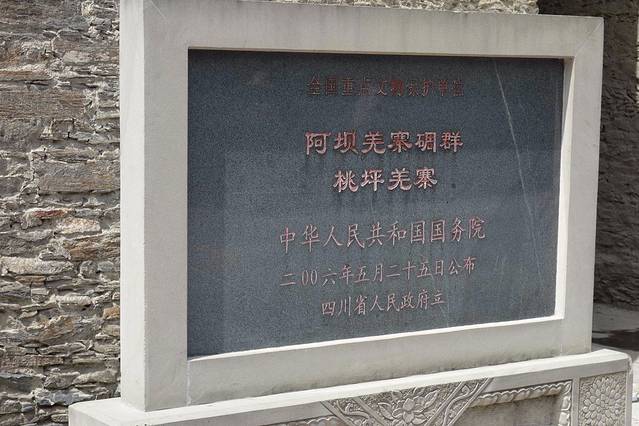 全国重点文物保护单位
阿坝羌寨碉群
桃坪羌寨
中华人民共和国国务院
二00六年五月二十五日公布
四川省人民政府立